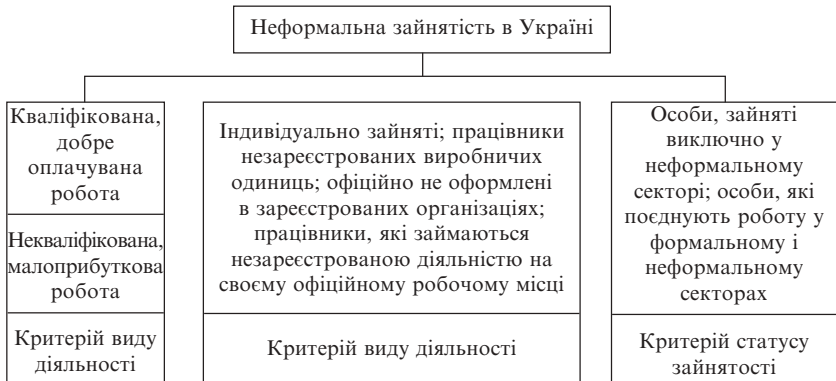 Неформальна зайнятість в Україні
Кваліфікована,
добре
оплачувана
робота
Некваліфікована,
малоприбуткова
робота
Критерій виду
діяльності
Індивідуально зайняті; працівники
незареєстрованих виробничих
одиниць; офіційно не оформлені
в зареєстрованих організаціях;
працівники, які займаються
незареєстрованою діяльністю на
своєму офіційному робочому місці
Критерій виду діяльності
Особи, зайняті
виключно у
неформальному
секторі; особи, які
поєднують роботу у
формальному і
неформальному
секторах
Критерій статусу
зайнятості